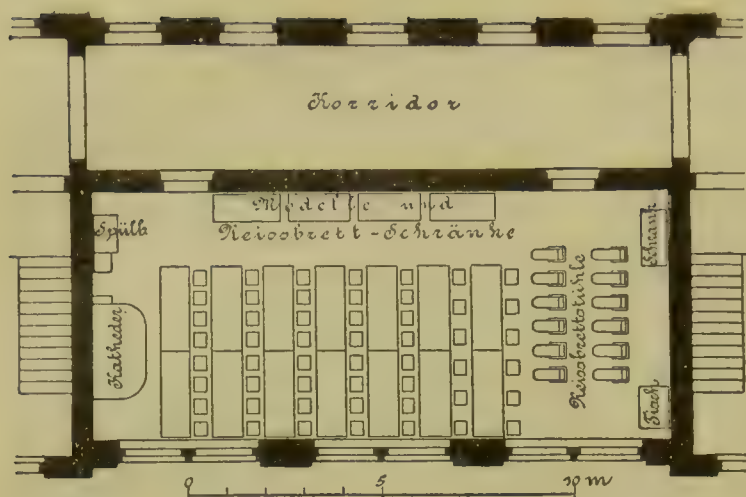 Korridor
Modelle und
Reissbrett-Schränke
Spülb
Schrank
Katheder
Reissbrettstühle
Tisch
0 5 10 m